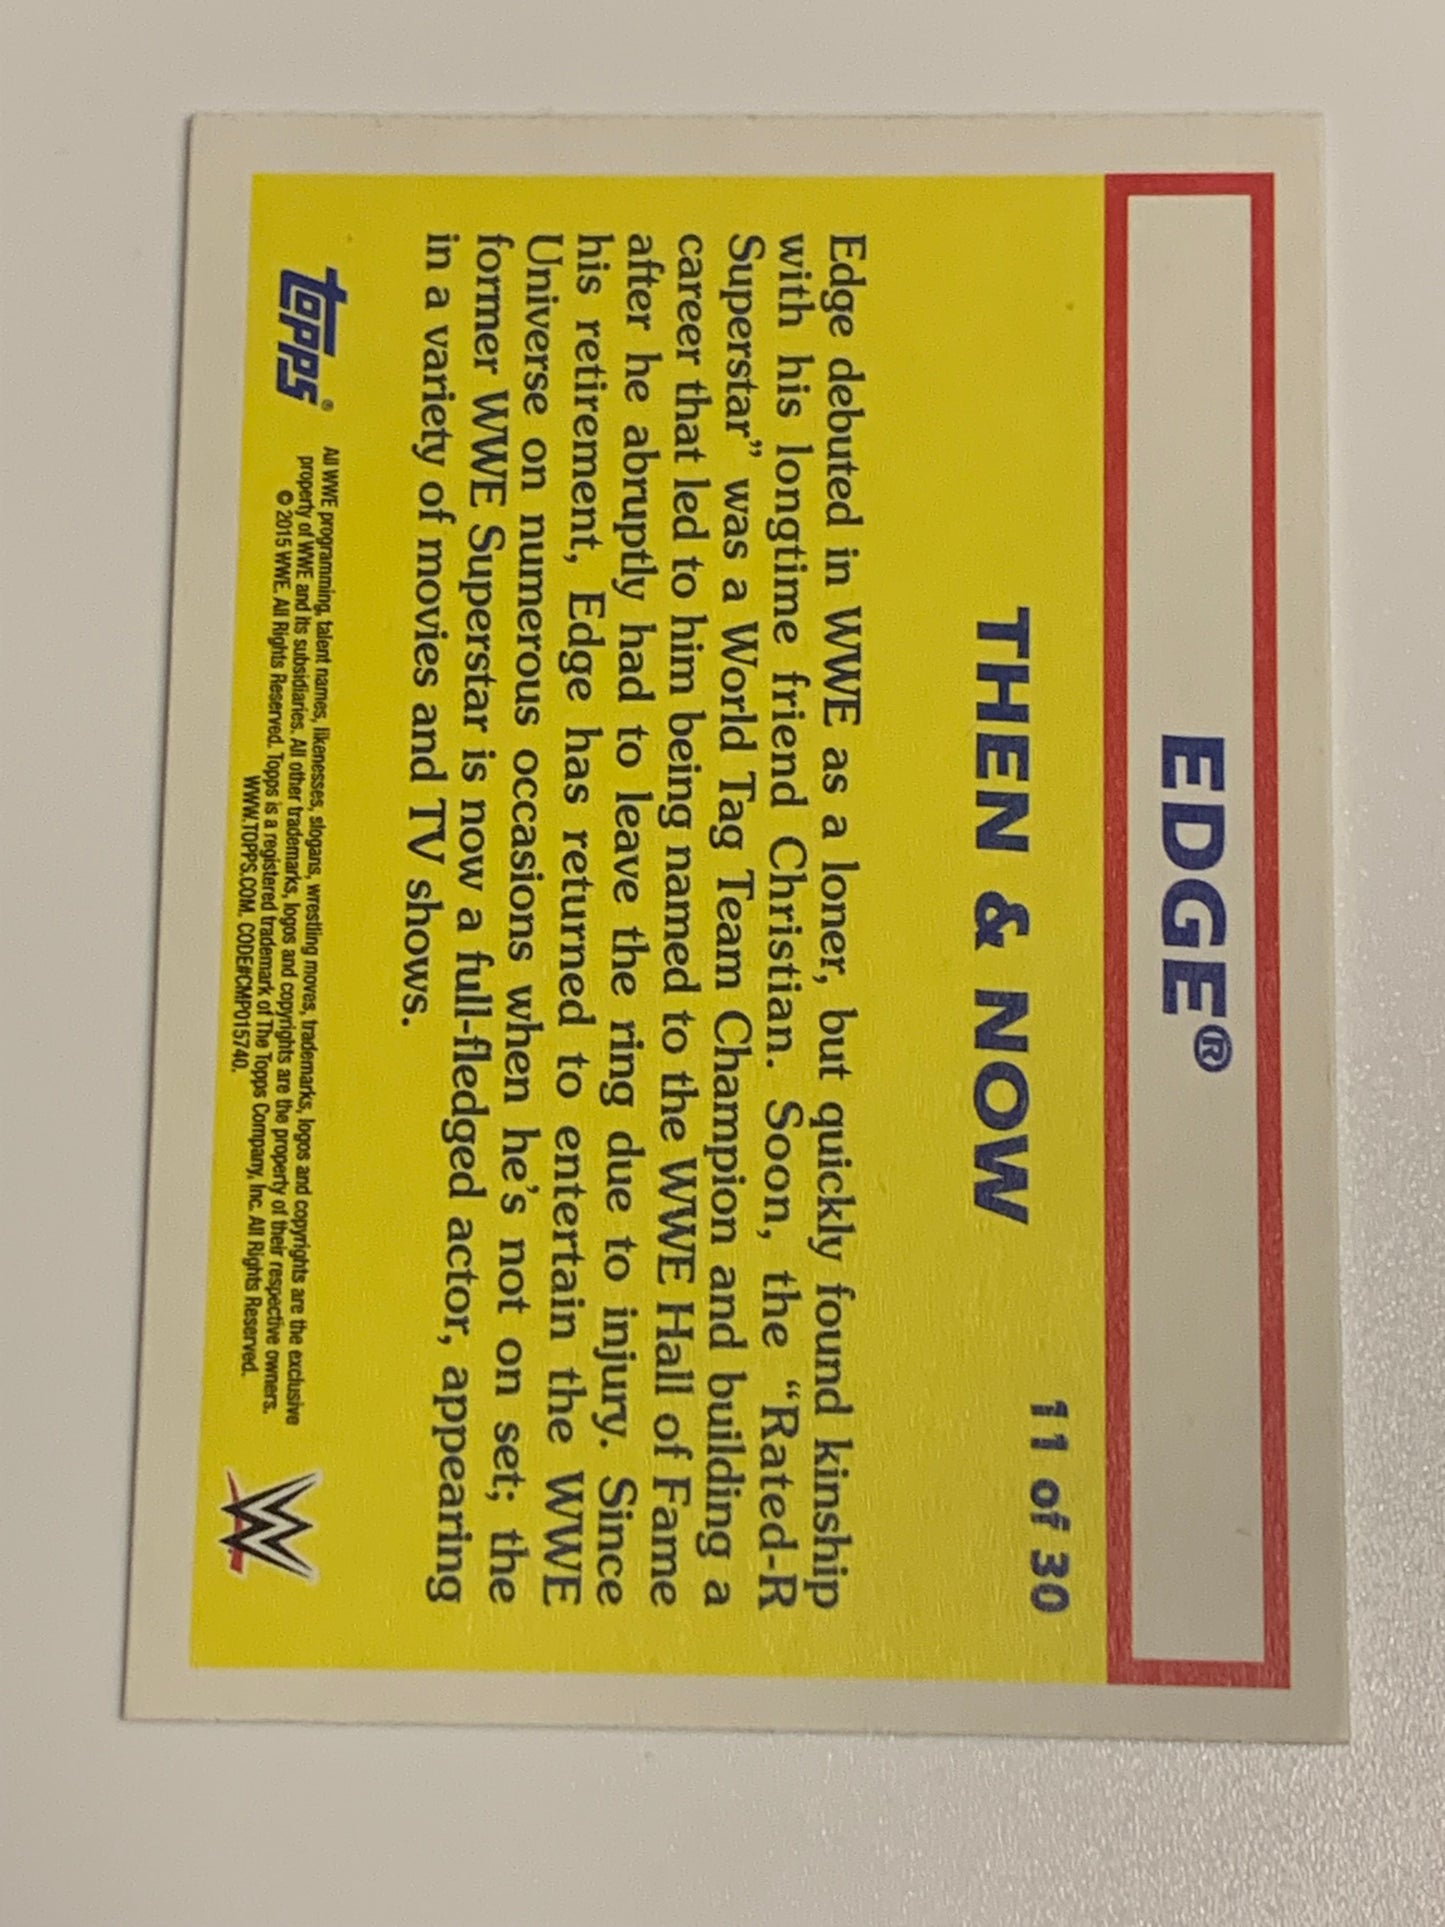 EDGE®
11 of 30
THEN & NOW
Edge debuted in WWE as a loner, but quickly found kinship
with his longtime friend Christian. Soon, the “Rated-R
Superstar” was a World Tag Team Champion and building a
career that led to him being named to the WWE Hall of Fame
after he abruptly had to leave the ring due to injury. Since
his retirement, Edge has returned to entertain the WWE
Universe on numerous occasions when he’s not on set; the
former WWE Superstar is now a full-fledged actor, appearing
in a variety of movies and TV shows.
topps®
All WWE programming, talent names, likenesses, slogans, wrestling moves, trademarks, logos and copyrights are the exclusive
property of WWE and its subsidiaries. All other trademarks, logos and copyrights are the property of their respective owners.
© 2015 WWE. All Rights Reserved. Topps is a registered trademark of The Topps Company, Inc. All Rights Reserved.
WWW.TOPPS.COM. CODE#CMP015740.
W